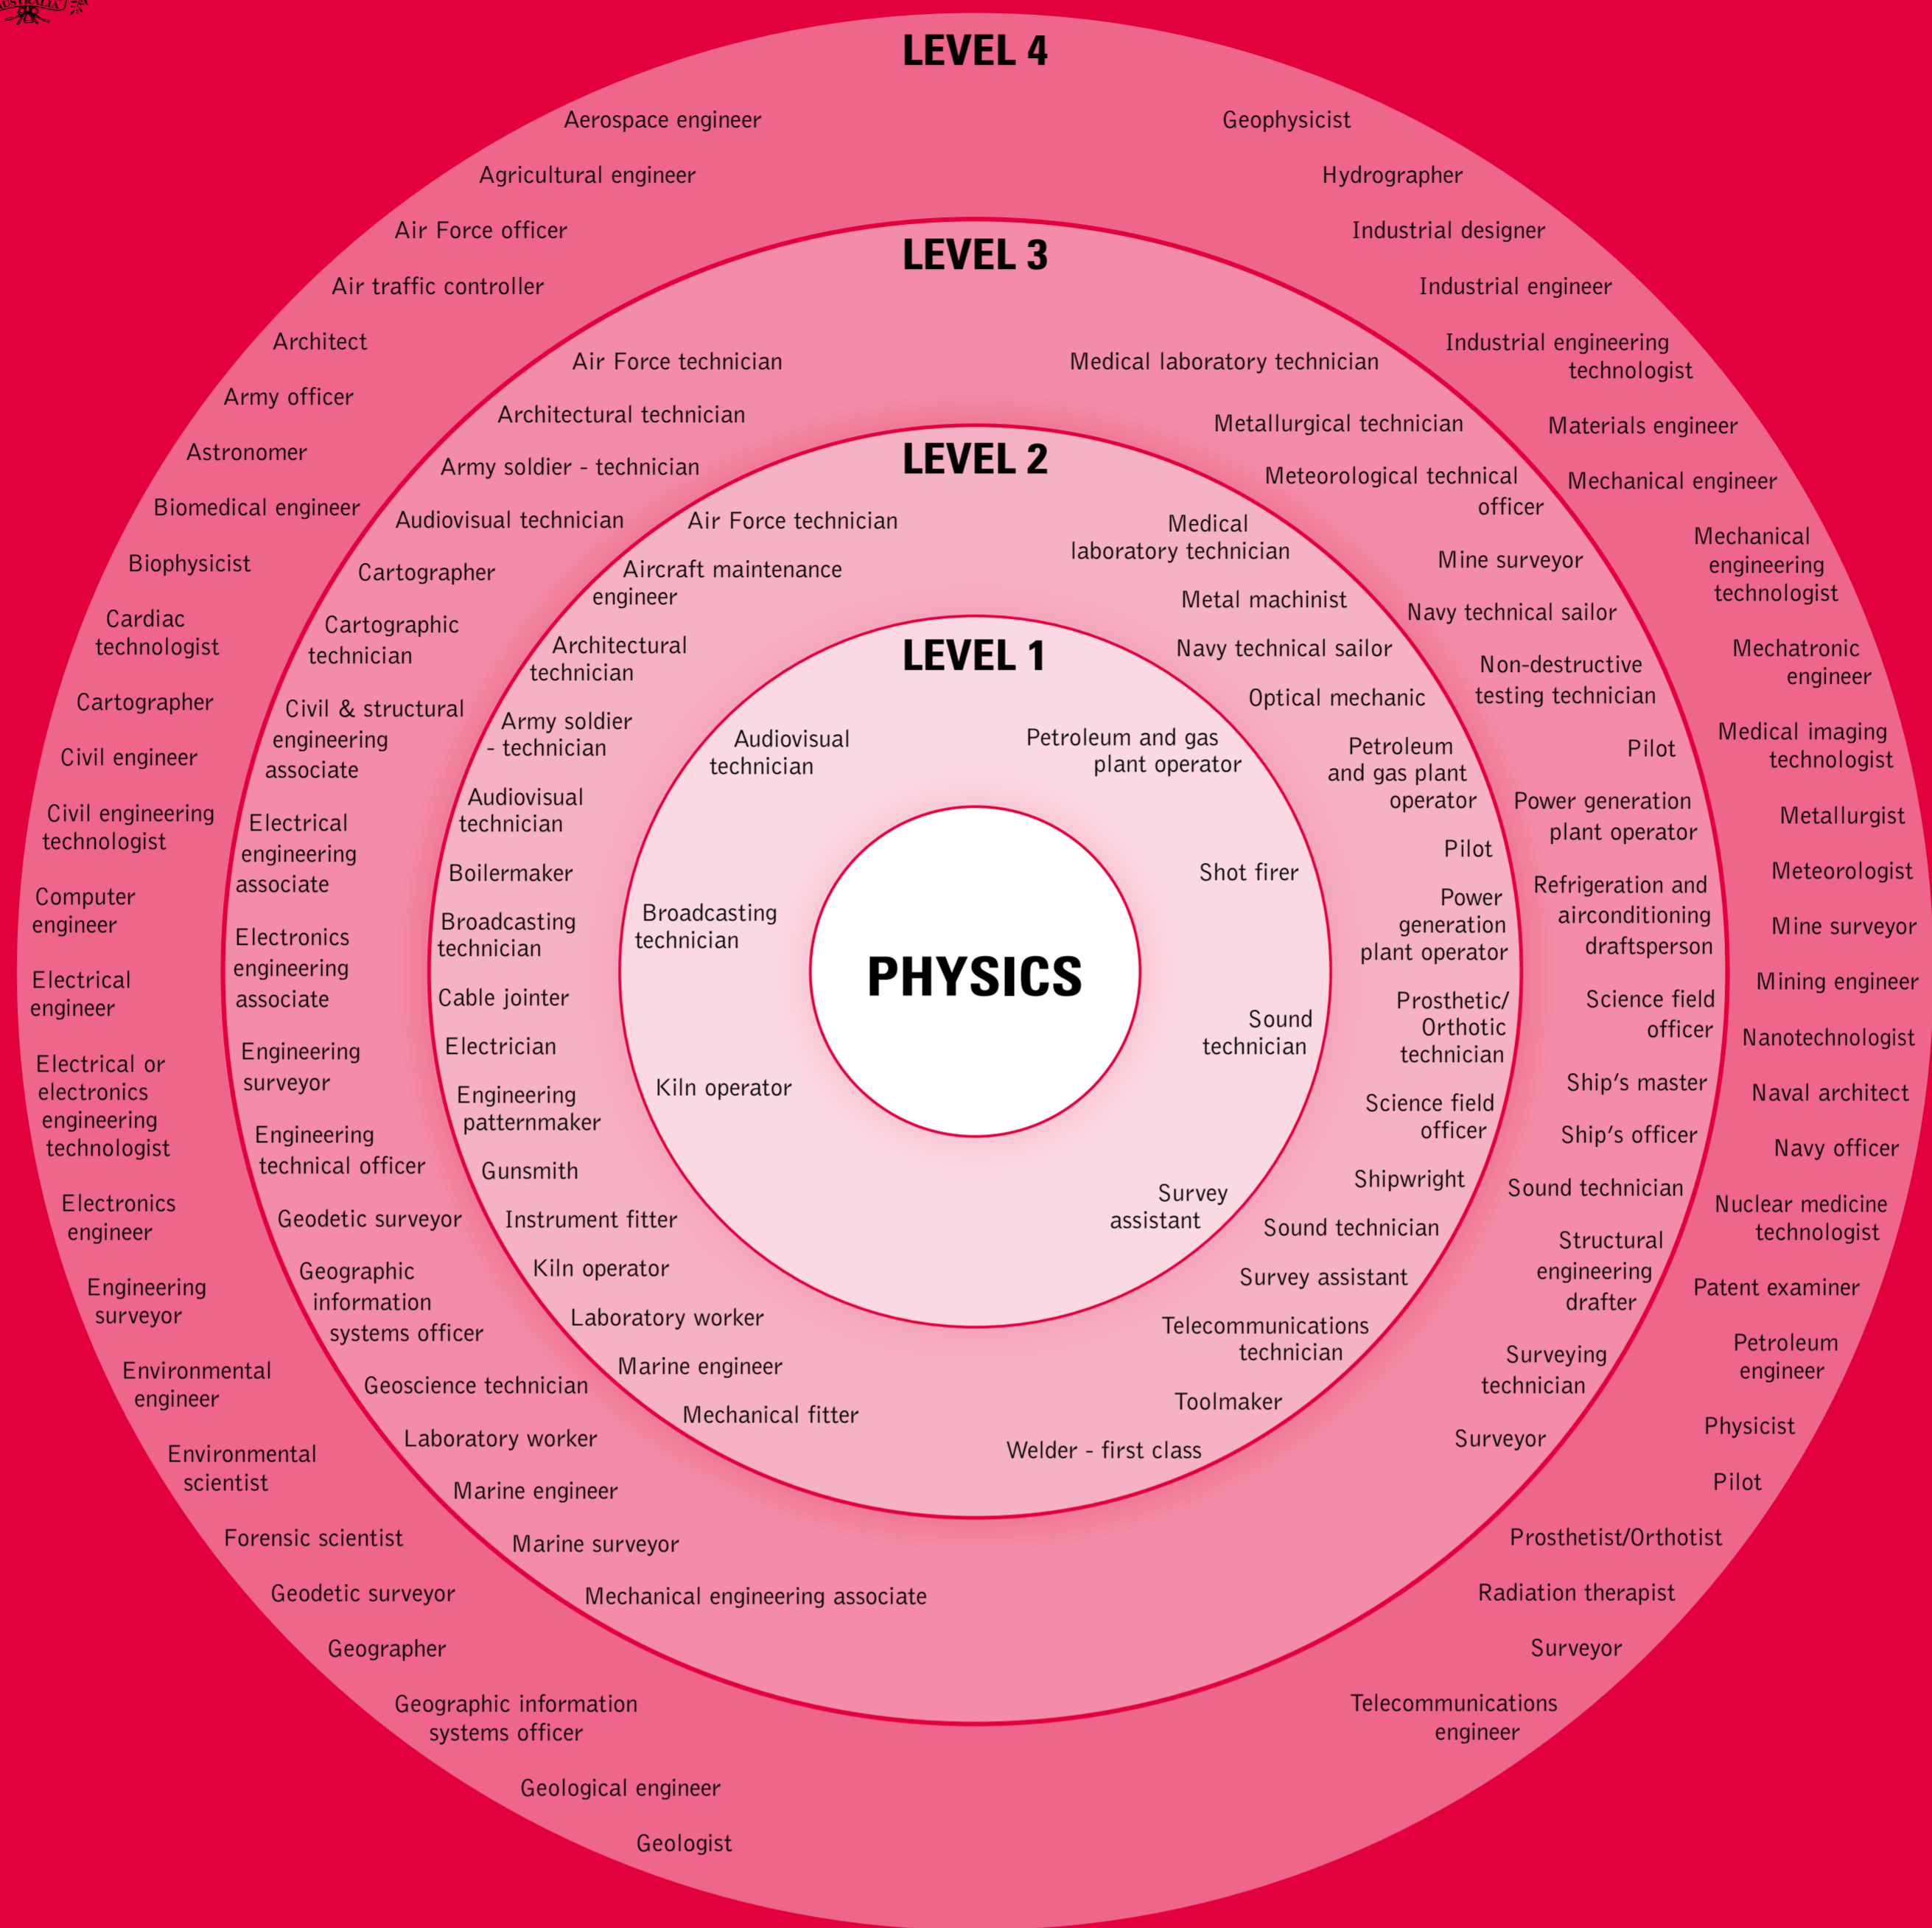 AUSTRALIA
LEVEL 4
Aerospace engineer
Agricultural engineer
Air Force officer
Air traffic controller
Architect
Army officer
Astronomer
Biomedical engineer
Biophysicist
Cardiac
technologist
Cartographer
Civil engineer
Civil engineering
technologist
Computer
engineer
Electrical
engineer
Electrical or
electronics
engineering
technologist
Electronics
engineer
Engineering
surveyor
Environmental
engineer
Environmental
scientist
Forensic scientist
Geodetic surveyor
Geographer
Geographic information
systems officer
Geological engineer
Geologist
Geophysicist
Hydrographer
Industrial designer
Industrial engineer
Industrial engineering
technologist
Materials engineer
Mechanical engineer
Mechanical
engineering
technologist
Mechatronic
engineer
Medical imaging
technologist
Metallurgist
Meteorologist
Mine surveyor
Mining engineer
Nanotechnologist
Naval architect
Navy officer
Nuclear medicine
technologist
Patent examiner
Petroleum
engineer
Physicist
Pilot
Prosthetist/Orthotist
Radiation therapist
Surveyor
Telecommunications
engineer
LEVEL 3
Air Force technician
Architectural technician
Army soldier - technician
Audiovisual technician
Cartographer
Cartographic
technician
Civil & structural
engineering
associate
Electrical
engineering
associate
Electronics
engineering
associate
Engineering
surveyor
Engineering
technical officer
Geodetic surveyor
Geographic
information
systems officer
Geoscience technician
Laboratory worker
Marine engineer
Marine surveyor
Mechanical engineering associate
Medical laboratory technician
Metallurgical technician
Meteorological technical
officer
Mine surveyor
Navy technical sailor
Non-destructive
testing technician
Pilot
Power generation
plant operator
Refrigeration and
airconditioning
draftsperson
Science field
officer
Ship’s master
Ship’s officer
Sound technician
Structural
engineering
drafter
Surveying
technician
Surveyor
LEVEL 2
Air Force technician
Aircraft maintenance
engineer
Architectural
technician
Army soldier
- technician
Audiovisual
technician
Boilermaker
Broadcasting
technician
Cable jointer
Electrician
Engineering
patternmaker
Gunsmith
Instrument fitter
Kiln operator
Laboratory worker
Marine engineer
Mechanical fitter
Medical
laboratory technician
Metal machinist
Navy technical sailor
Optical mechanic
Petroleum
and gas plant
operator
Pilot
Power
generation
plant operator
Prosthetic/
Orthotic
technician
Science field
officer
Shipwright
Sound technician
Survey assistant
Telecommunications
technician
Toolmaker
Welder - first class
LEVEL 1
Audiovisual
technician
Broadcasting
technician
Kiln operator
Petroleum and gas
plant operator
Shot firer
Sound
technician
Survey
assistant
PHYSICS